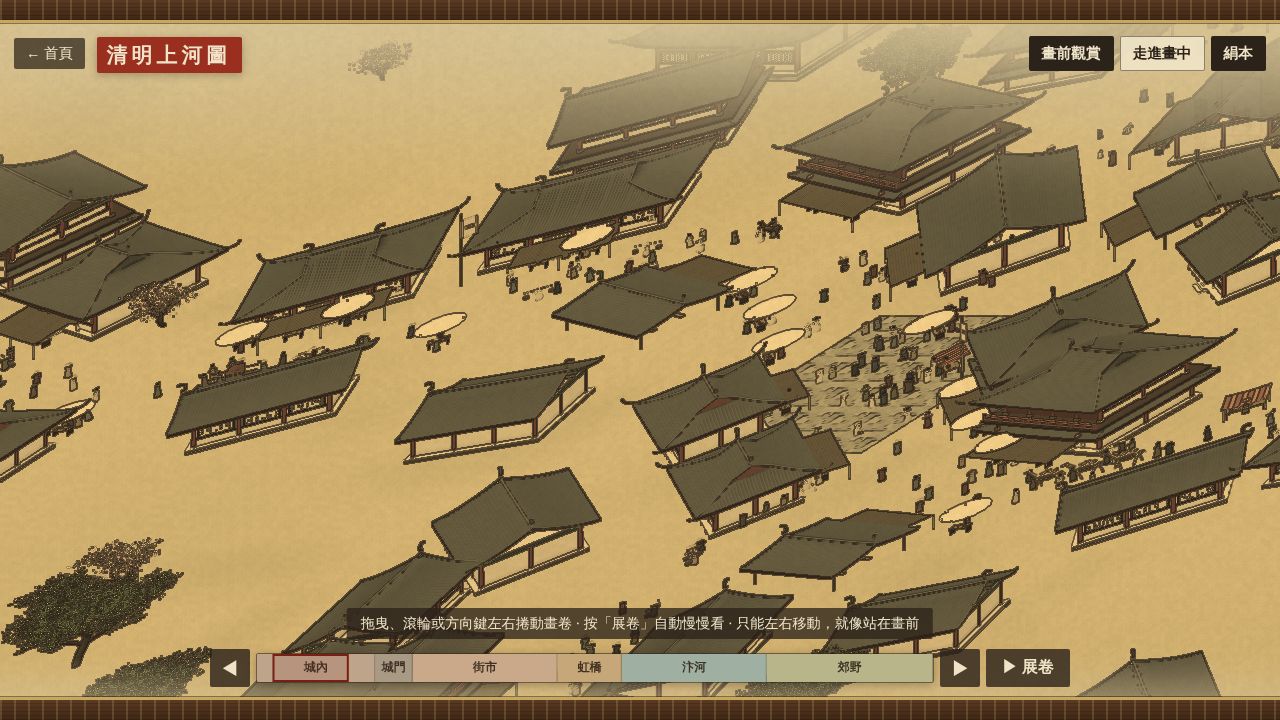 ← 首頁
清明上河圖
畫前觀賞
走進畫中
絹本
拖曳、滾輪或方向鍵左右捲動畫卷 · 按「展卷」自動慢慢看 · 只能左右移動，就像站在畫前
◀
城內
城門
街市
虹橋
汴河
郊野
▶
▶ 展卷